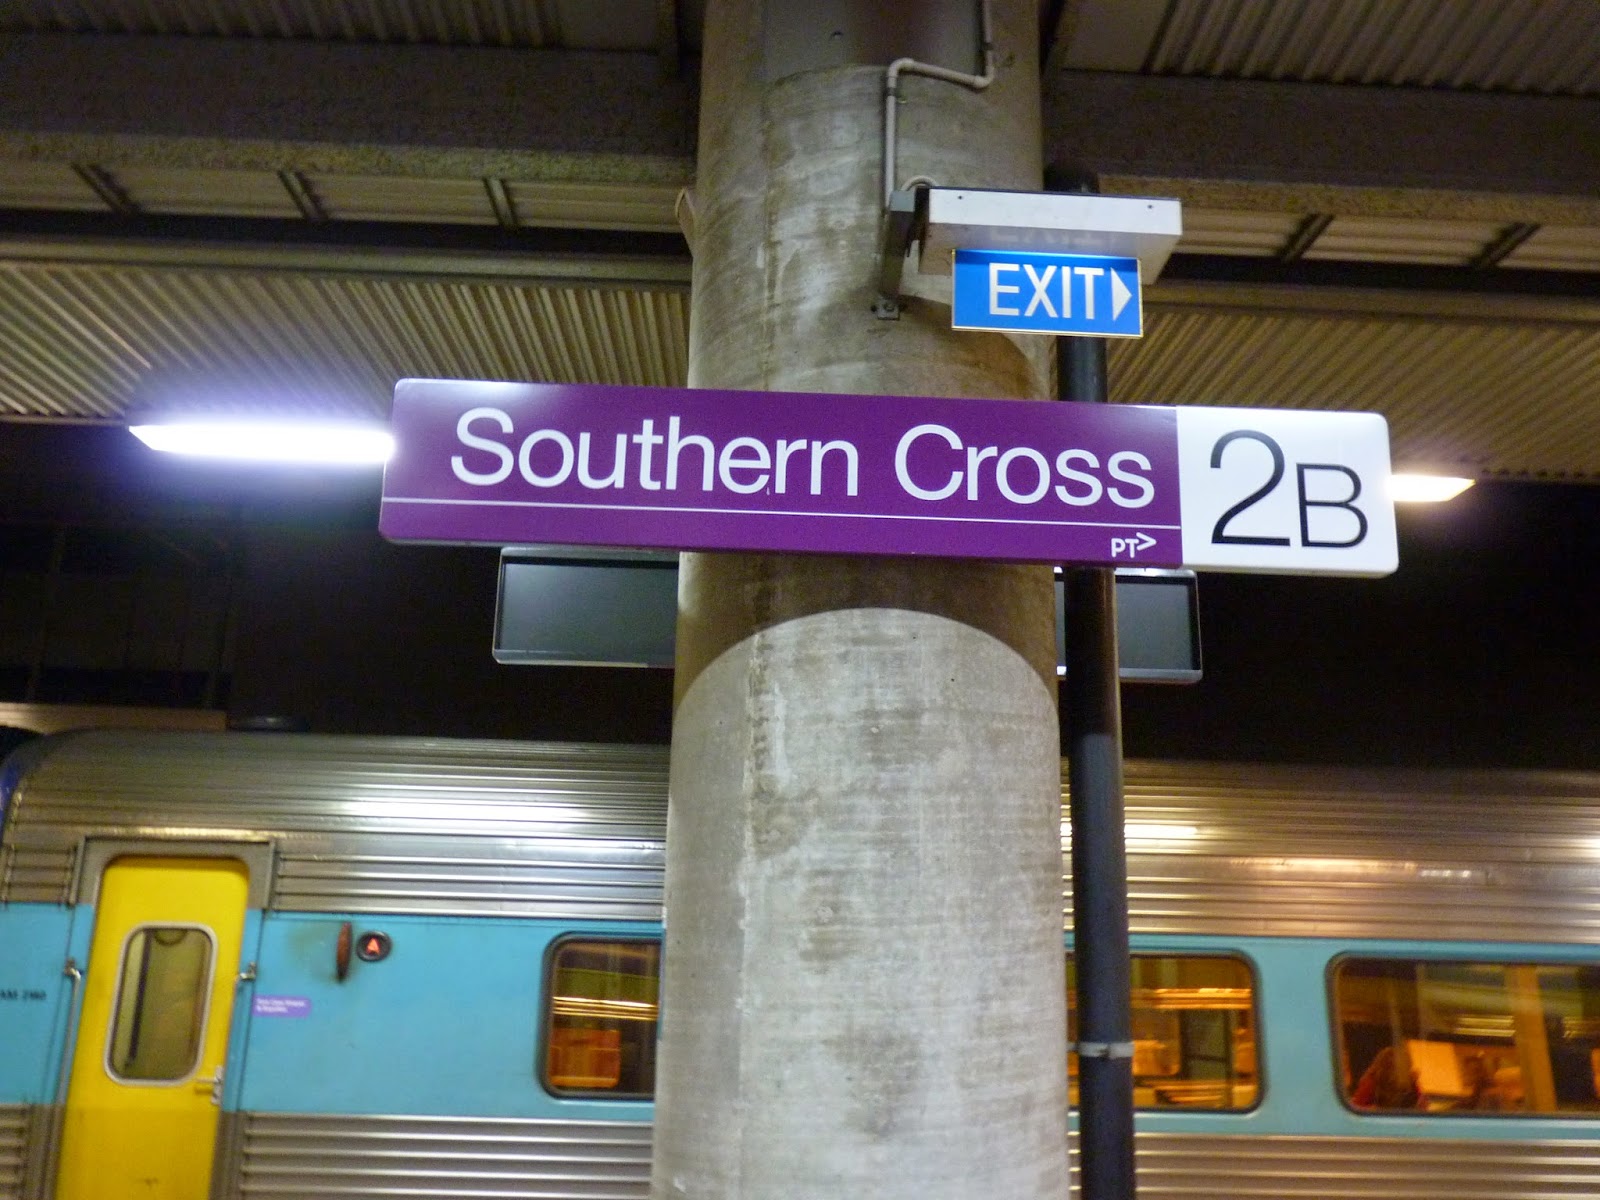 EXIT
Southern Cross
2B
PT>